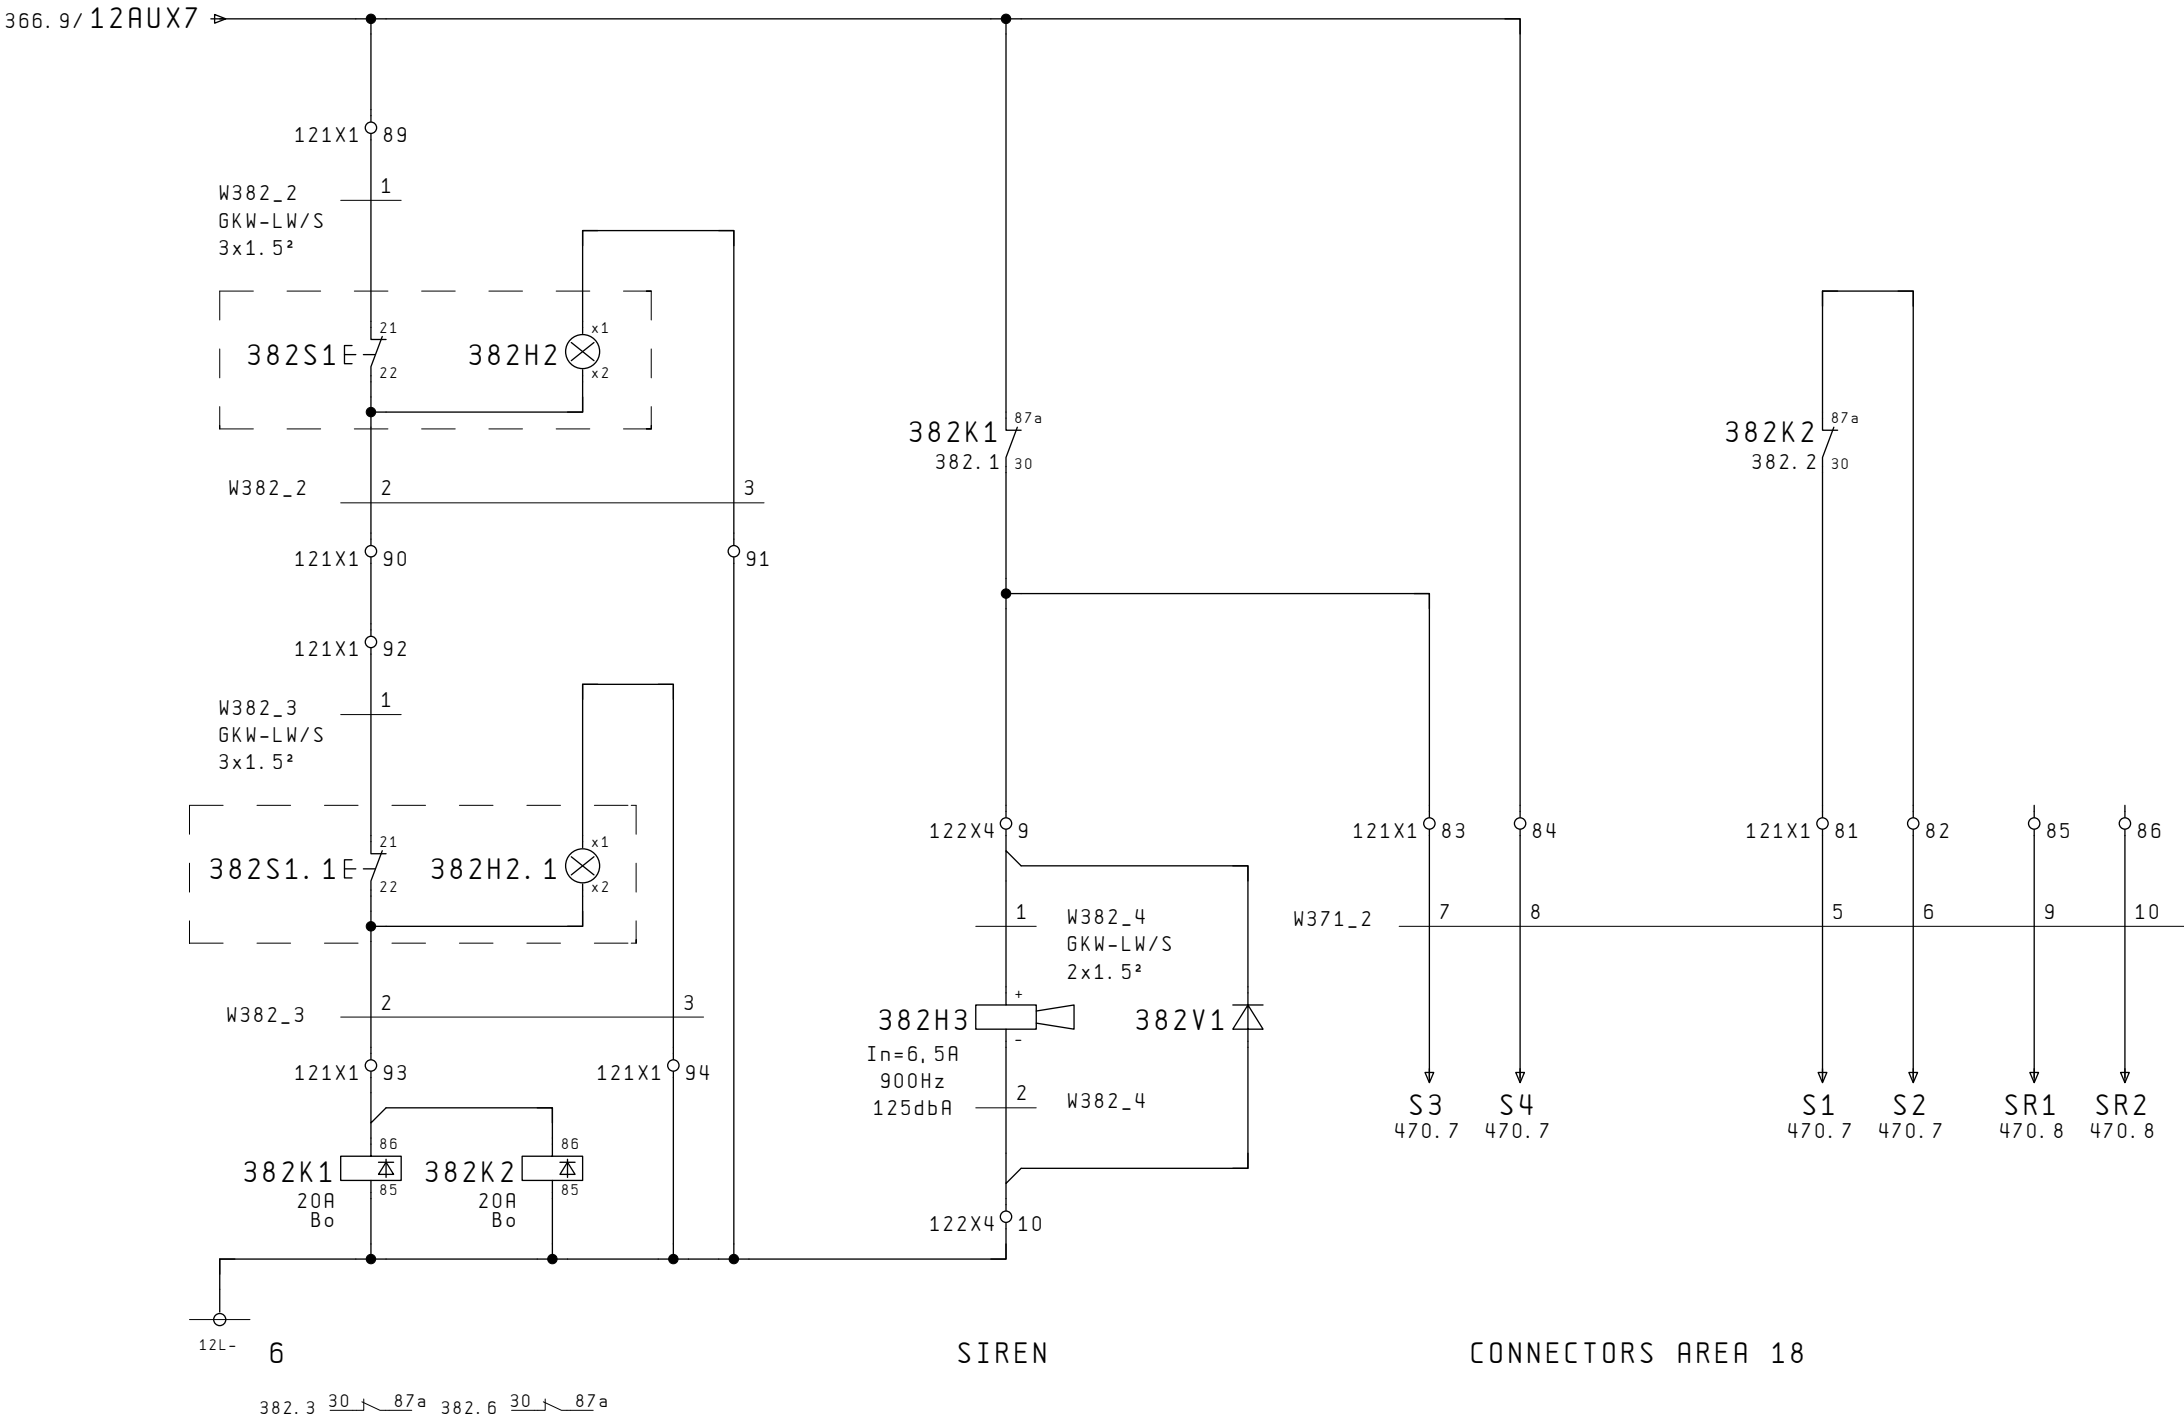 366.9/12AUX7
121X1 89
W382_2 1
GKW-LW/S
3x1.5²
382S1 21 22
382H2 x1 x2
W382_2 2 3
121X1 90 91
121X1 92
W382_3 1
GKW-LW/S
3x1.5²
382S1.1 21 22
382H2.1 x1 x2
W382_3 2 3
121X1 93
121X1 94
382K1 86 85
20A
Bo
382K2 86 85
20A
Bo
12L-
6
382.3 30 87a 382.6 30 87a
382K1 87a
382.1 30
122X4 9
1 W382_4
GKW-LW/S
2x1.5²
382H3 + -
In=6,5A
900Hz
125dbA
2 W382_4
382V1
122X4 10
SIREN
382K2 87a
382.2 30
121X1 83 84
121X1 81 82 85 86
W371_2 7 8 5 6 9 10
S3 S4 S1 S2 SR1 SR2
470.7 470.7 470.7 470.7 470.8 470.8
CONNECTORS AREA 18